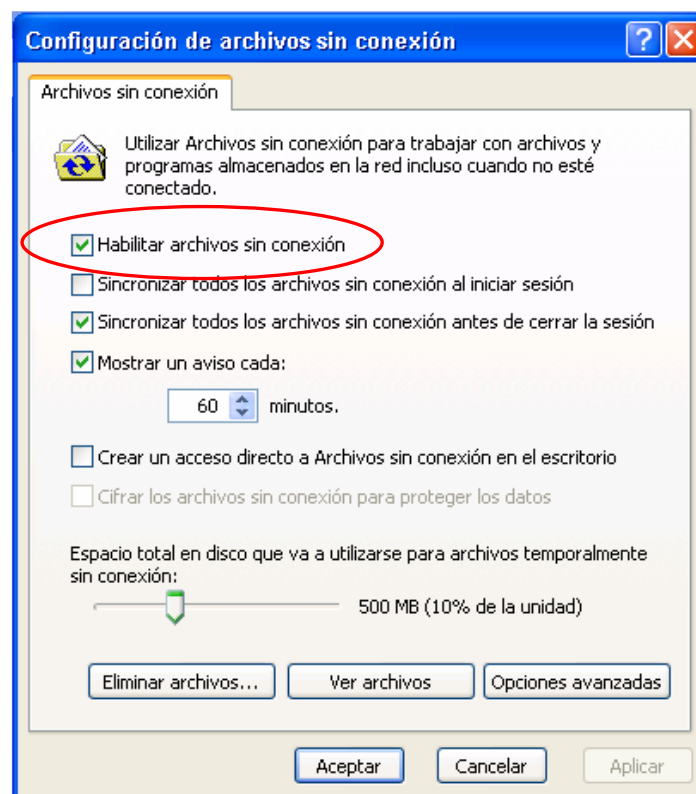 Configuración de archivos sin conexión
Archivos sin conexión
Utilizar Archivos sin conexión para trabajar con archivos y
programas almacenados en la red incluso cuando no esté
conectado.
Habilitar archivos sin conexión
Sincronizar todos los archivos sin conexión al iniciar sesión
Sincronizar todos los archivos sin conexión antes de cerrar la sesión
Mostrar un aviso cada:
60 minutos.
Crear un acceso directo a Archivos sin conexión en el escritorio
Cifrar los archivos sin conexión para proteger los datos
Espacio total en disco que va a utilizarse para archivos temporalmente
sin conexión:
500 MB (10% de la unidad)
Eliminar archivos... Ver archivos Opciones avanzadas
Aceptar Cancelar Aplicar